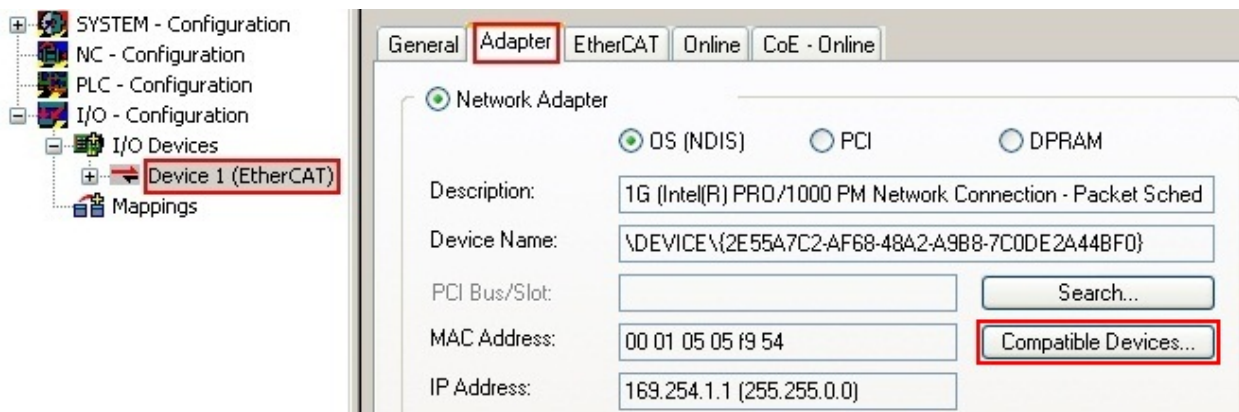 SYSTEM - Configuration
NC - Configuration
PLC - Configuration
I/O - Configuration
I/O Devices
Device 1 (EtherCAT)
Mappings
General Adapter EtherCAT Online CoE - Online
Network Adapter
OS (NDIS) PCI DPRAM
Description: 1G (Intel(R) PRO/1000 PM Network Connection - Packet Sched
Device Name: \DEVICE\{2E55A7C2-AF68-48A2-A9B8-7C0DE2A44BF0}
PCI Bus/Slot: Search...
MAC Address: 00 01 05 05 f9 54 Compatible Devices...
IP Address: 169.254.1.1 (255.255.0.0)